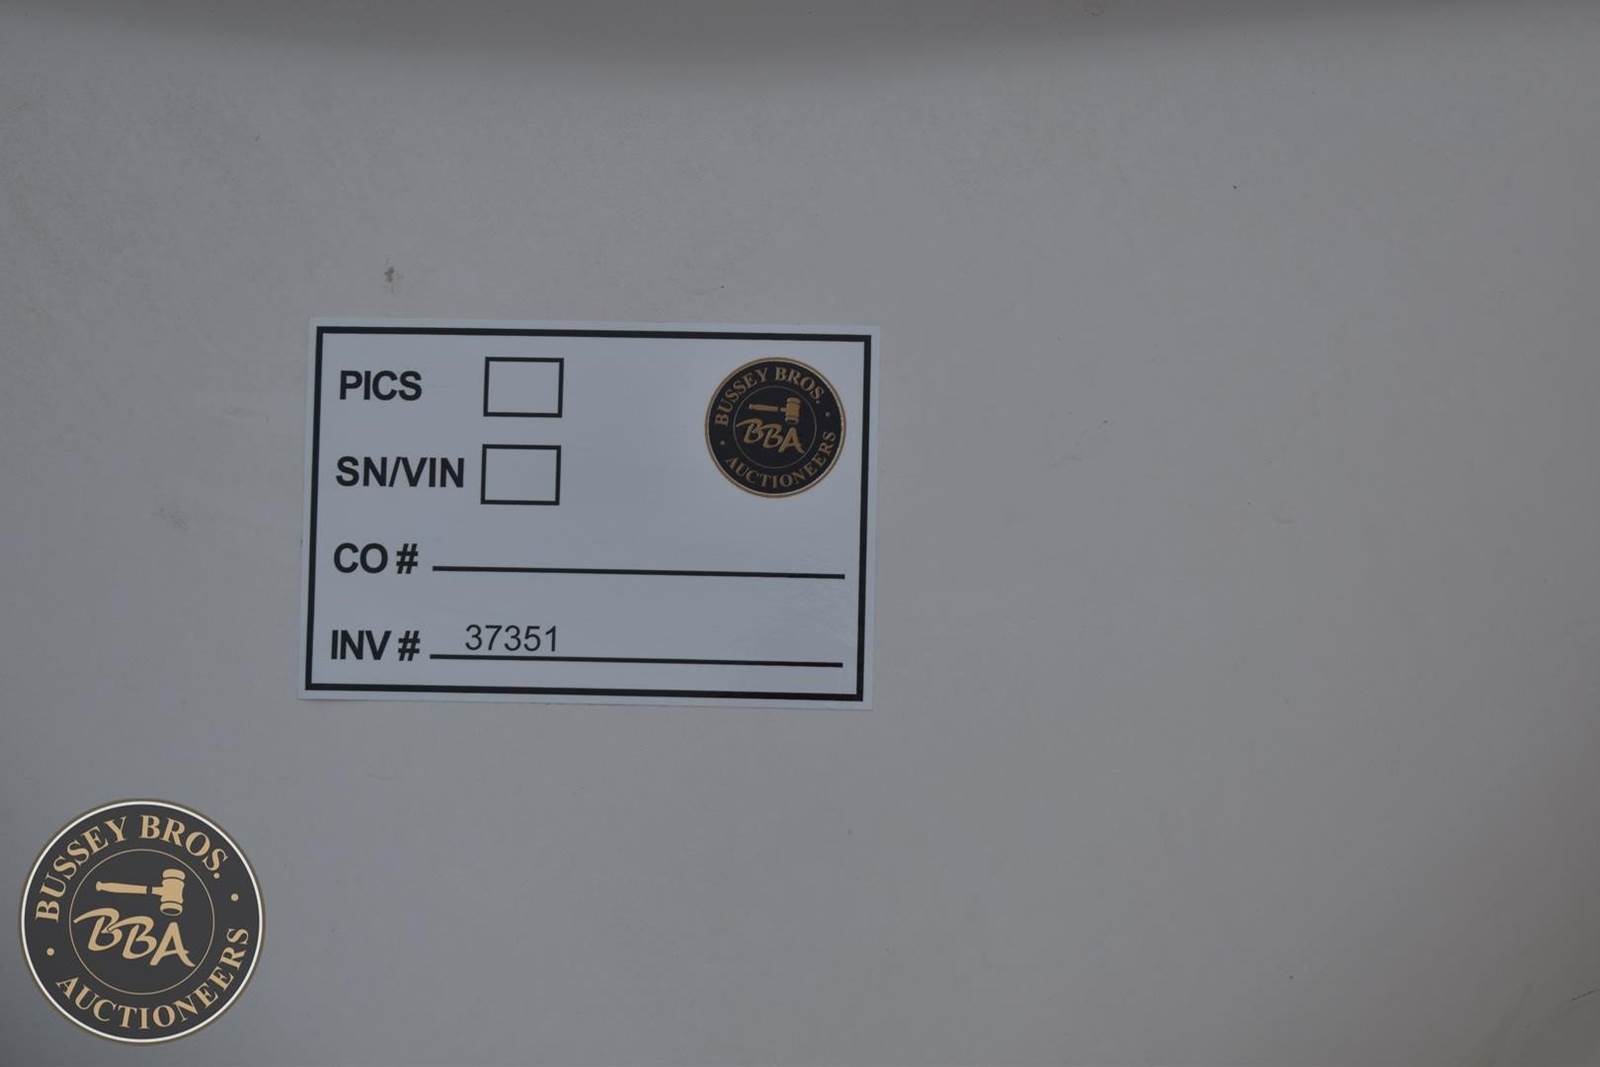 PICS
BUSSEY BROS.
BBA
AUCTIONEERS
SN/VIN
CO #
INV # 37351
BUSSEY BROS.
BBA
AUCTIONEERS